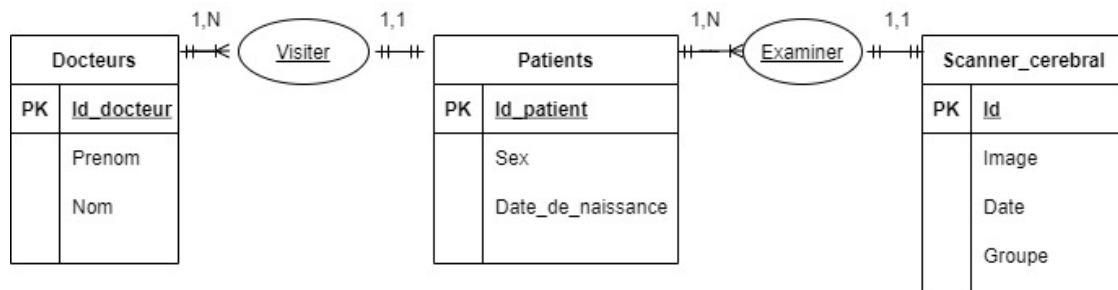 1,N 1,1 1,N 1,1
Visiter Examiner
Docteurs
PK Id_docteur
Prenom
Nom
Patients
PK Id_patient
Sex
Date_de_naissance
Scanner_cerebral
PK Id
Image
Date
Groupe